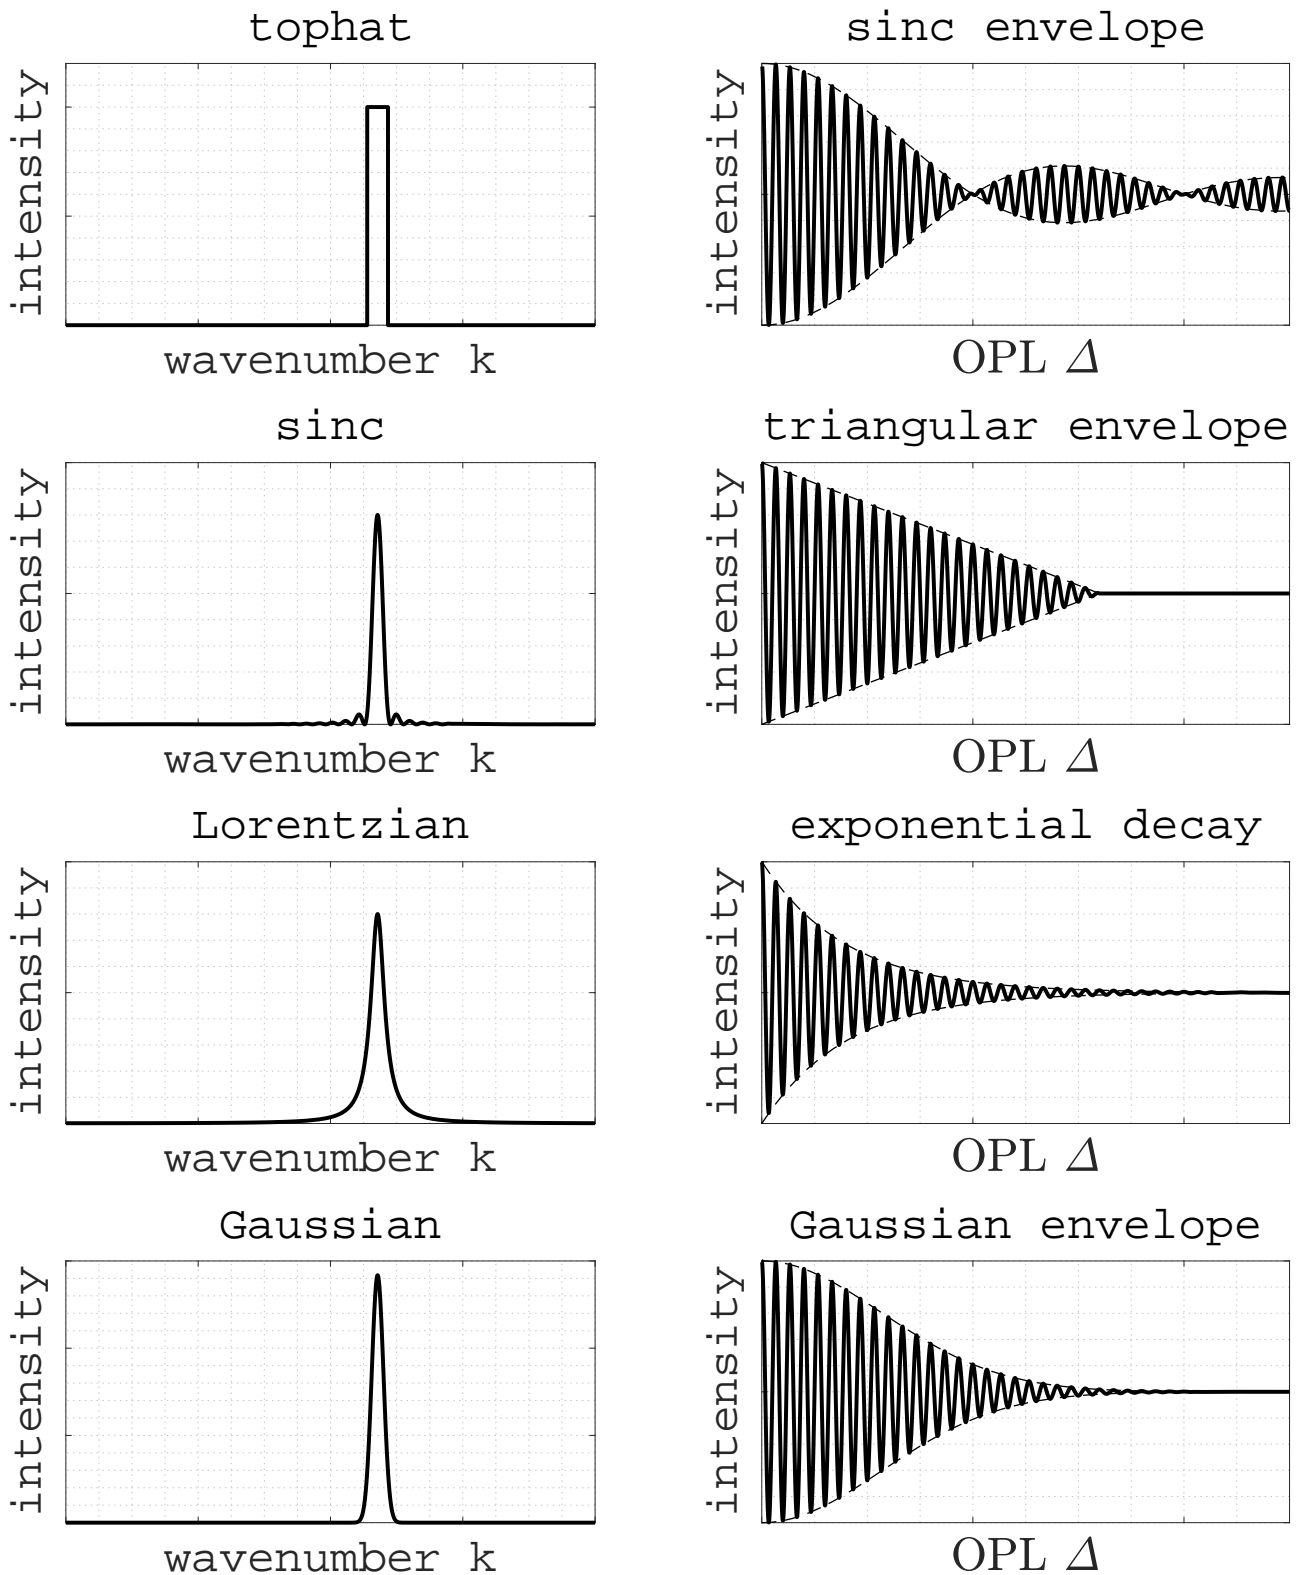 tophat
intensity
wavenumber k
sinc envelope
intensity
OPL Δ
sinc
intensity
wavenumber k
triangular envelope
intensity
OPL Δ
Lorentzian
intensity
wavenumber k
exponential decay
intensity
OPL Δ
Gaussian
intensity
wavenumber k
Gaussian envelope
intensity
OPL Δ